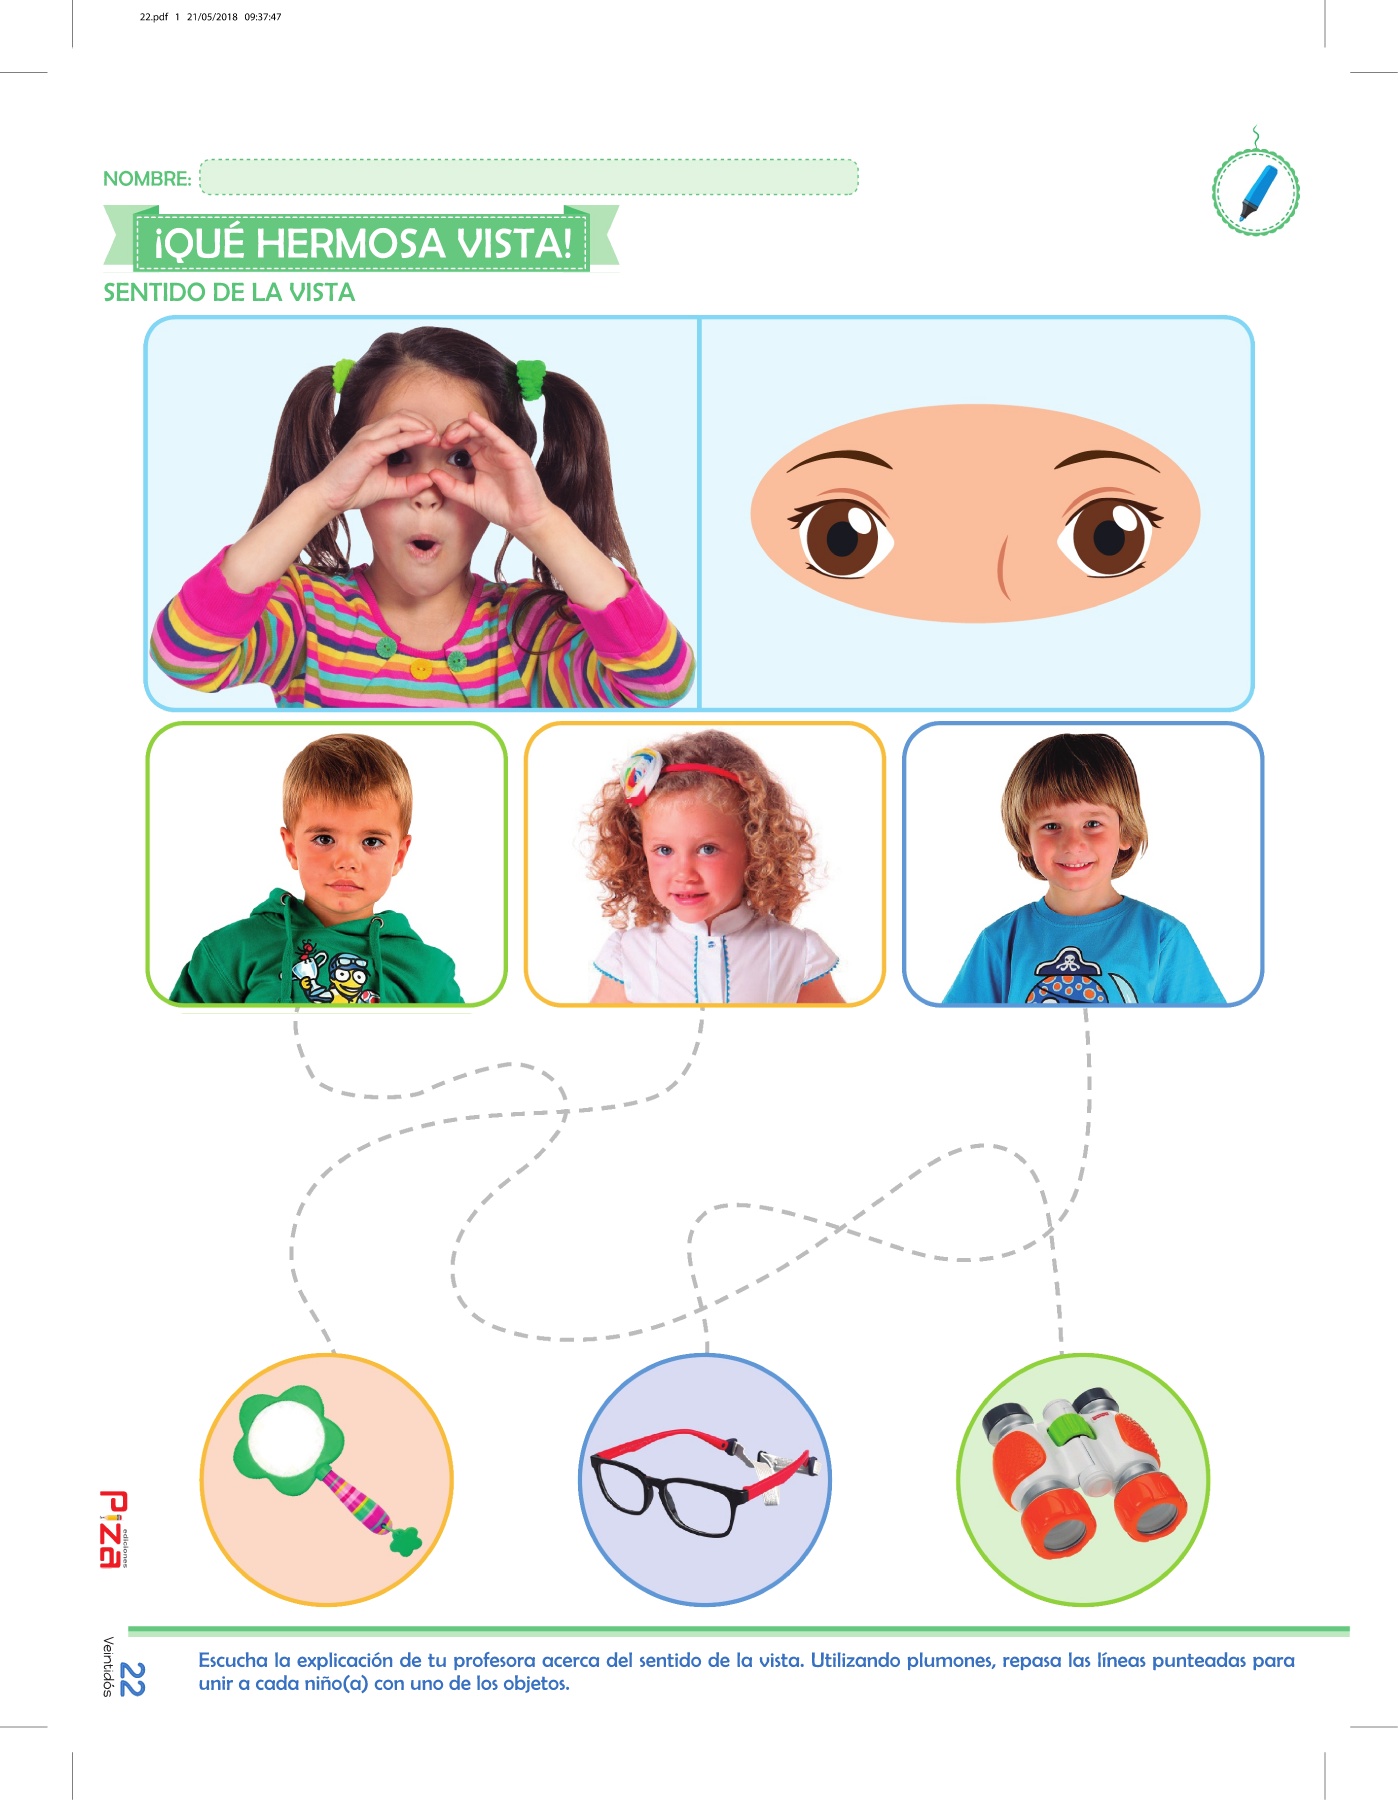 22.pdf 1 21/05/2018 09:37:47
NOMBRE:
¡QUÉ HERMOSA VISTA!
SENTIDO DE LA VISTA
Piza
ediciones
22
Veintidós
Escucha la explicación de tu profesora acerca del sentido de la vista. Utilizando plumones, repasa las líneas punteadas para
unir a cada niño(a) con uno de los objetos.